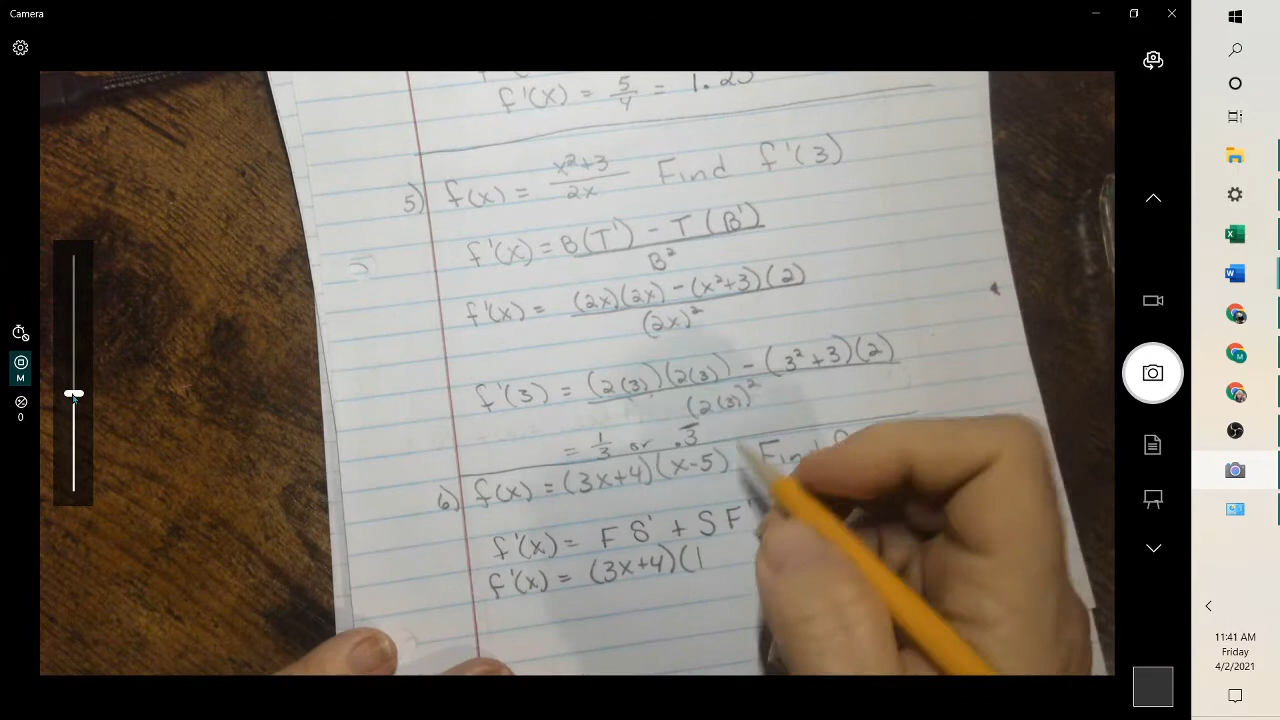 Camera
f'(x) = 5/4 = 1.25
5) f(x) = x²+3/2x Find f'(3)
f'(x) = B(T') - T(B')/B²
f'(x) = (2x)(2x) - (x²+3)(2)/(2x)²
f'(3) = (2(3))(2(3)) - (3²+3)(2)/(2(3))²
= 1/3 or .3̅
6) f(x) = (3x+4)(x-5) Find
f'(x) = F S' + S F'
f'(x) = (3x+4)(1
M
0
11:41 AM
Friday
4/2/2021